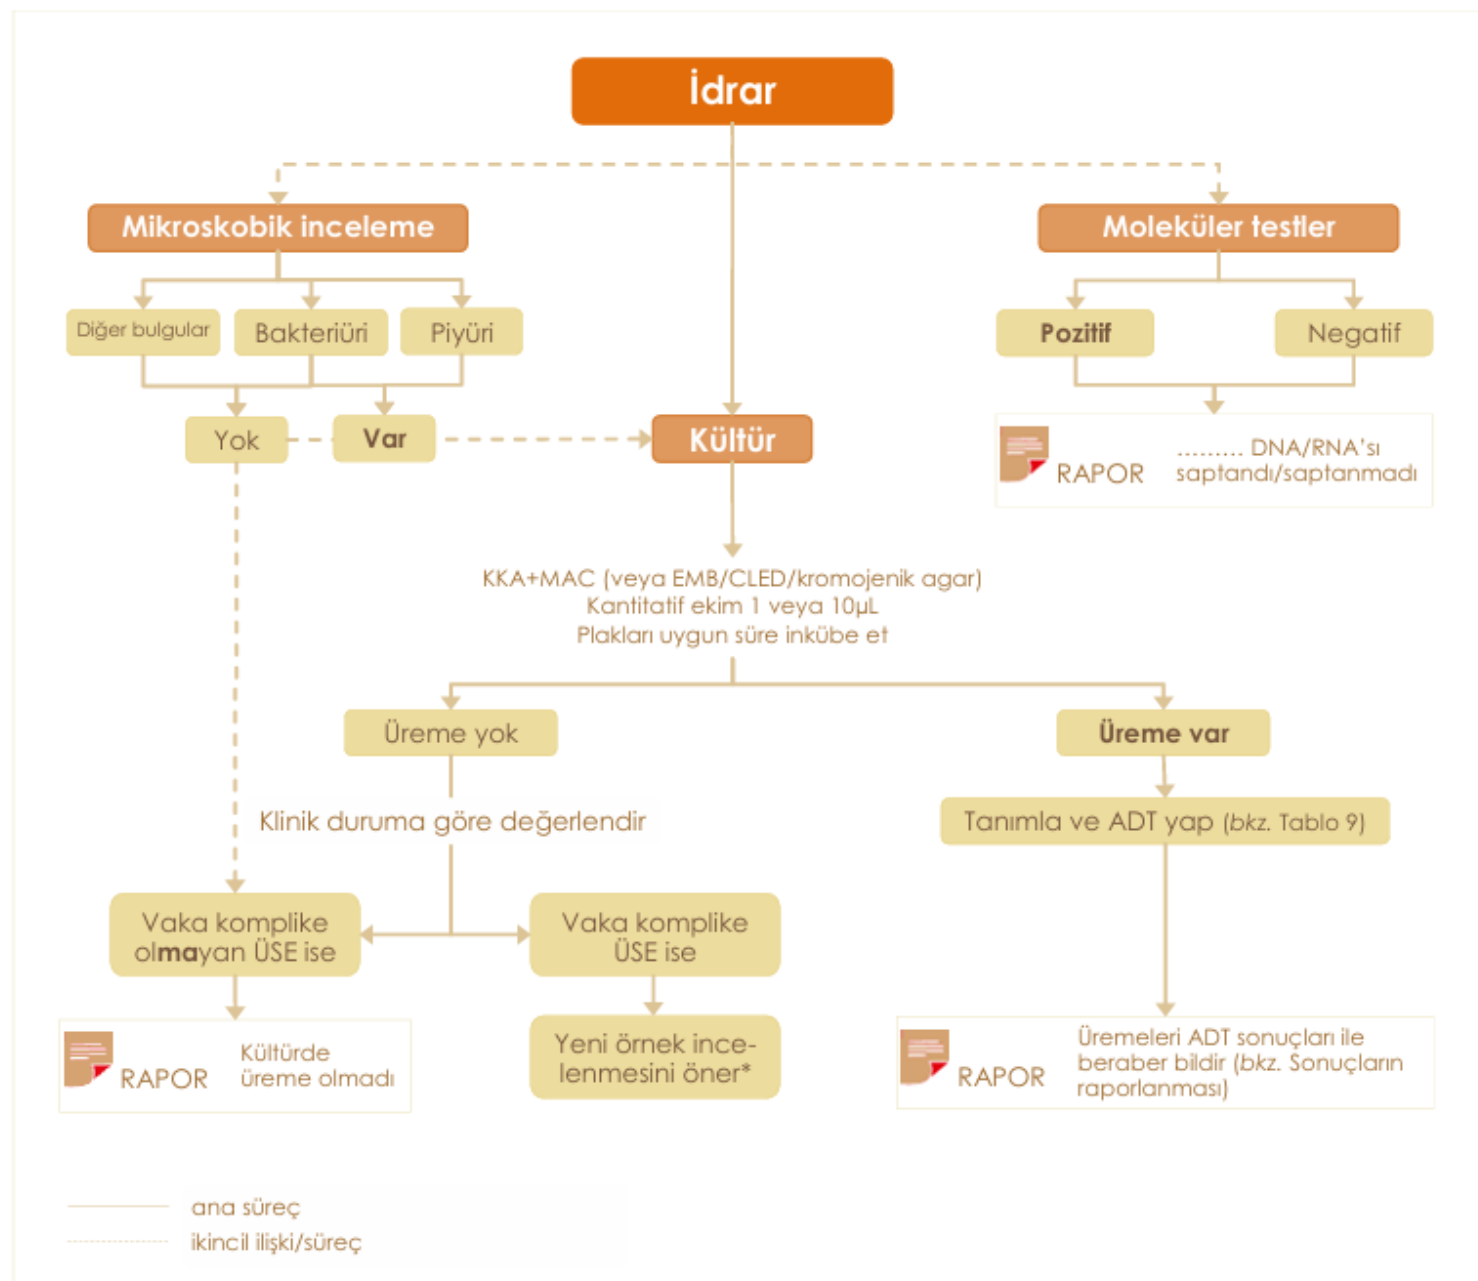 İdrar
Mikroskobik inceleme
Moleküler testler
Diğer bulgular
Bakteriüri
Piyüri
Pozitif
Negatif
Yok
Var
Kültür
RAPOR
......... DNA/RNA'sı
saptandı/saptanmadı
KKA+MAC (veya EMB/CLED/kromojenik agar)
Kantitatif ekim 1 veya 10µL
Plakları uygun süre inkübe et
Üreme yok
Üreme var
Klinik duruma göre değerlendir
Tanımla ve ADT yap (bkz. Tablo 9)
Vaka komplike
olmayan ÜSE ise
Vaka komplike
ÜSE ise
RAPOR
Kültürde
üreme olmadı
Yeni örnek ince-
lenmesini öner*
RAPOR
Üremeleri ADT sonuçları ile
beraber bildir (bkz. Sonuçların
raporlanması)
ana süreç
ikincil ilişki/süreç